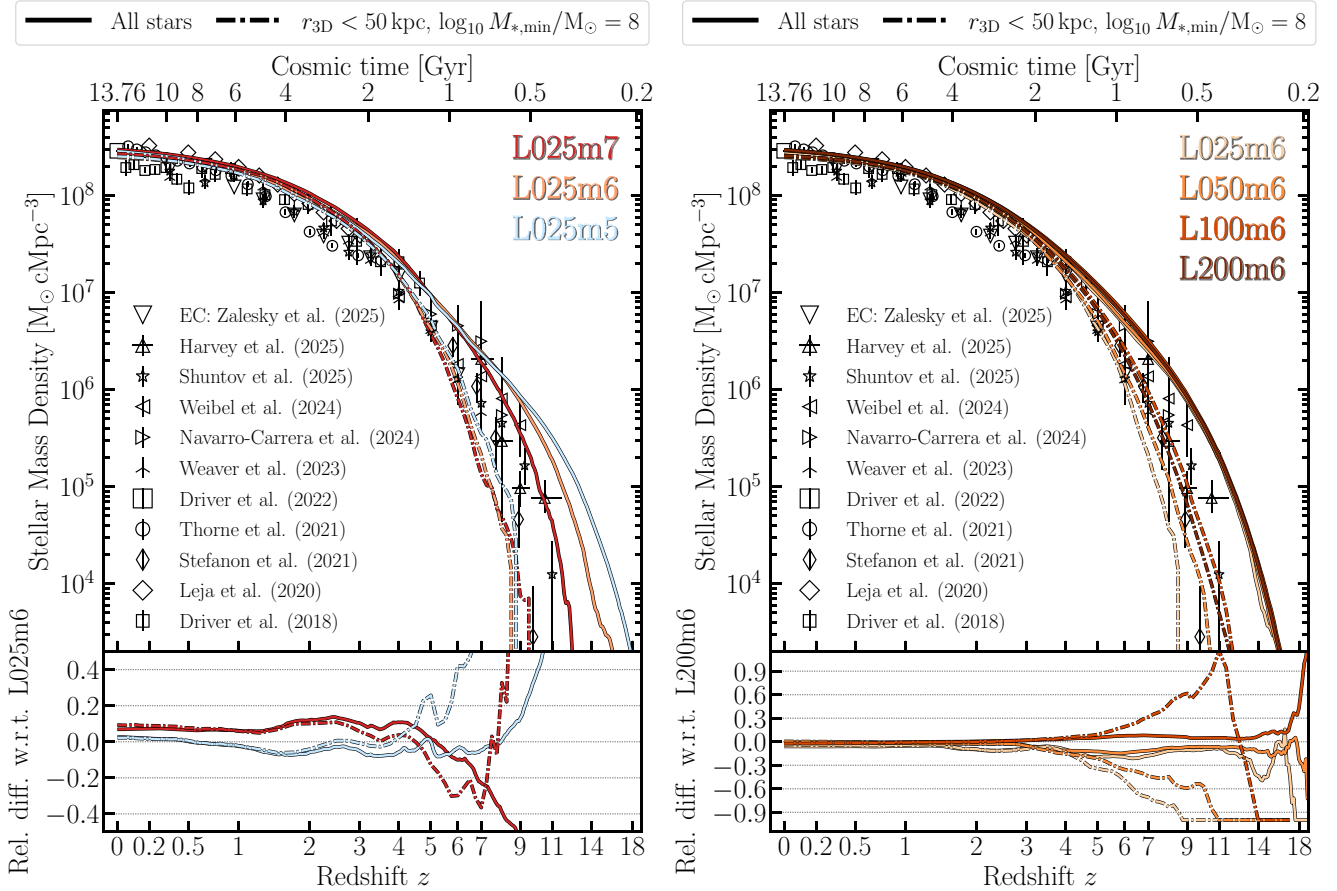 All stars r3D < 50 kpc, log10 M*,min/M⊙ = 8
Cosmic time [Gyr]
13.76 10 8 6 4 2 1 0.5 0.2
Stellar Mass Density [M⊙ cMpc−3]
10^8
10^7
10^6
10^5
10^4
L025m7
L025m6
L025m5
EC: Zalesky et al. (2025)
Harvey et al. (2025)
Shuntov et al. (2025)
Weibel et al. (2024)
Navarro-Carrera et al. (2024)
Weaver et al. (2023)
Driver et al. (2022)
Thorne et al. (2021)
Stefanon et al. (2021)
Leja et al. (2020)
Driver et al. (2018)
Rel. diff. w.r.t. L025m6
0.4
0.2
0.0
−0.2
−0.4
0 0.2 0.5 1 2 3 4 5 6 7 9 11 14 18
Redshift z
All stars r3D < 50 kpc, log10 M*,min/M⊙ = 8
Cosmic time [Gyr]
13.76 10 8 6 4 2 1 0.5 0.2
Stellar Mass Density [M⊙ cMpc−3]
10^8
10^7
10^6
10^5
10^4
L025m6
L050m6
L100m6
L200m6
EC: Zalesky et al. (2025)
Harvey et al. (2025)
Shuntov et al. (2025)
Weibel et al. (2024)
Navarro-Carrera et al. (2024)
Weaver et al. (2023)
Driver et al. (2022)
Thorne et al. (2021)
Stefanon et al. (2021)
Leja et al. (2020)
Driver et al. (2018)
Rel. diff. w.r.t. L200m6
0.9
0.6
0.3
0.0
−0.3
−0.6
−0.9
0 0.2 0.5 1 2 3 4 5 6 7 9 11 14 18
Redshift z